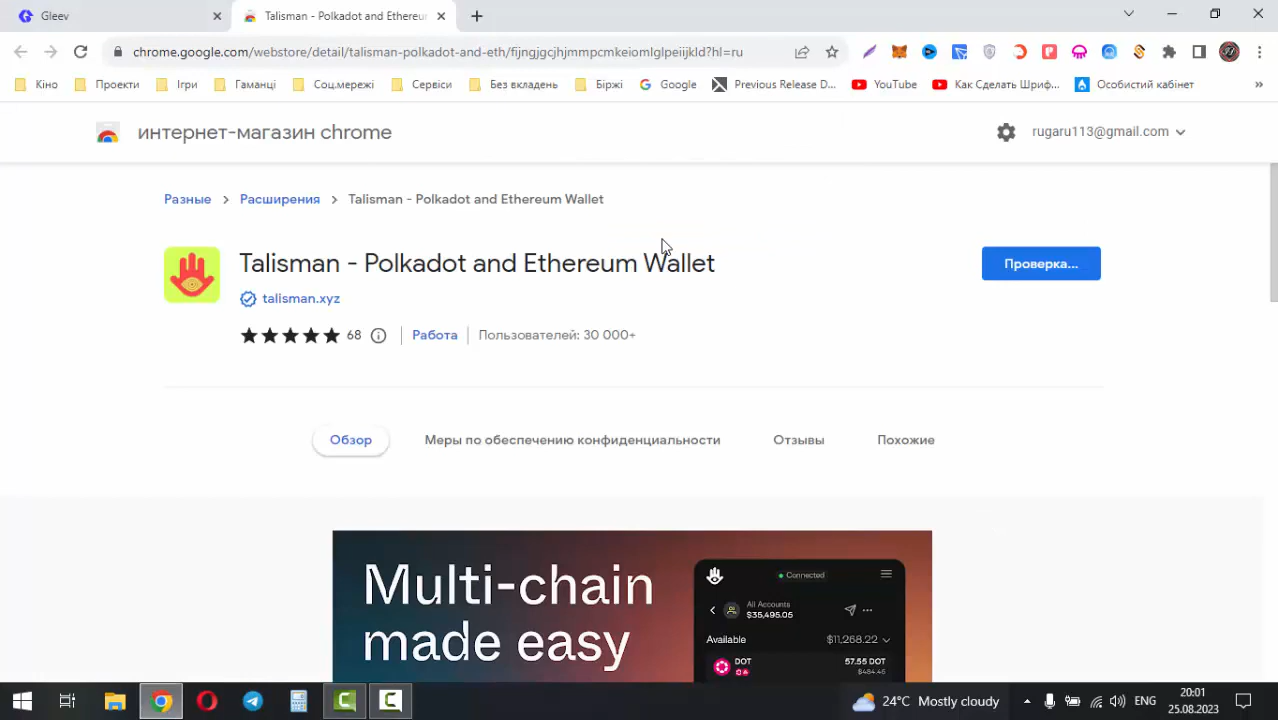 Gleev
Talisman - Polkadot and Ethereum
chrome.google.com/webstore/detail/talisman-polkadot-and-eth/fijngjgcjhjmmpcmkeiomlglpeiijkld?hl=ru
Кіно
Проекти
Ігри
Гаманці
Соц.мережі
Сервіси
Без вкладень
Біржі
Google
Previous Release D...
YouTube
Как Сделать Шриф...
Особистий кабінет
»
интернет-магазин chrome
rugaru113@gmail.com
Разные
Расширения
Talisman - Polkadot and Ethereum Wallet
Talisman - Polkadot and Ethereum Wallet
Проверка...
talisman.xyz
68
Работа
Пользователей: 30 000+
Обзор
Меры по обеспечению конфиденциальности
Отзывы
Похожие
Multi-chain
made easy
Connected
All Accounts
$35,495.05
Available
$11,268.22
DOT
57.55 DOT
24°C Mostly cloudy
ENG
20:01
25.08.2023